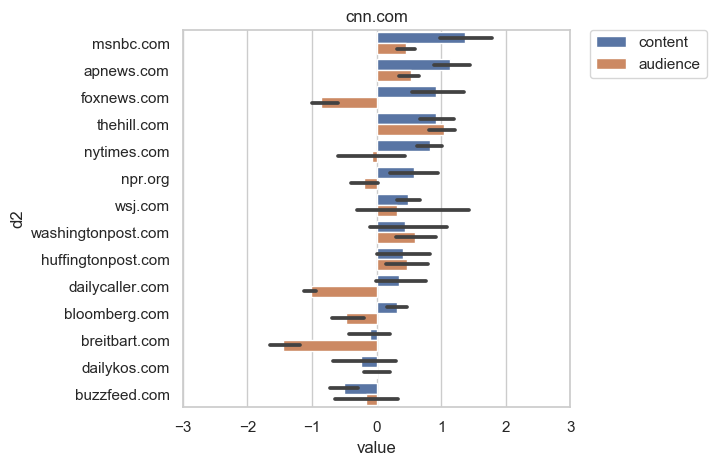 cnn.com
content
audience
msnbc.com
apnews.com
foxnews.com
thehill.com
nytimes.com
npr.org
wsj.com
washingtonpost.com
huffingtonpost.com
dailycaller.com
bloomberg.com
breitbart.com
dailykos.com
buzzfeed.com
d2
−3 −2 −1 0 1 2 3
value